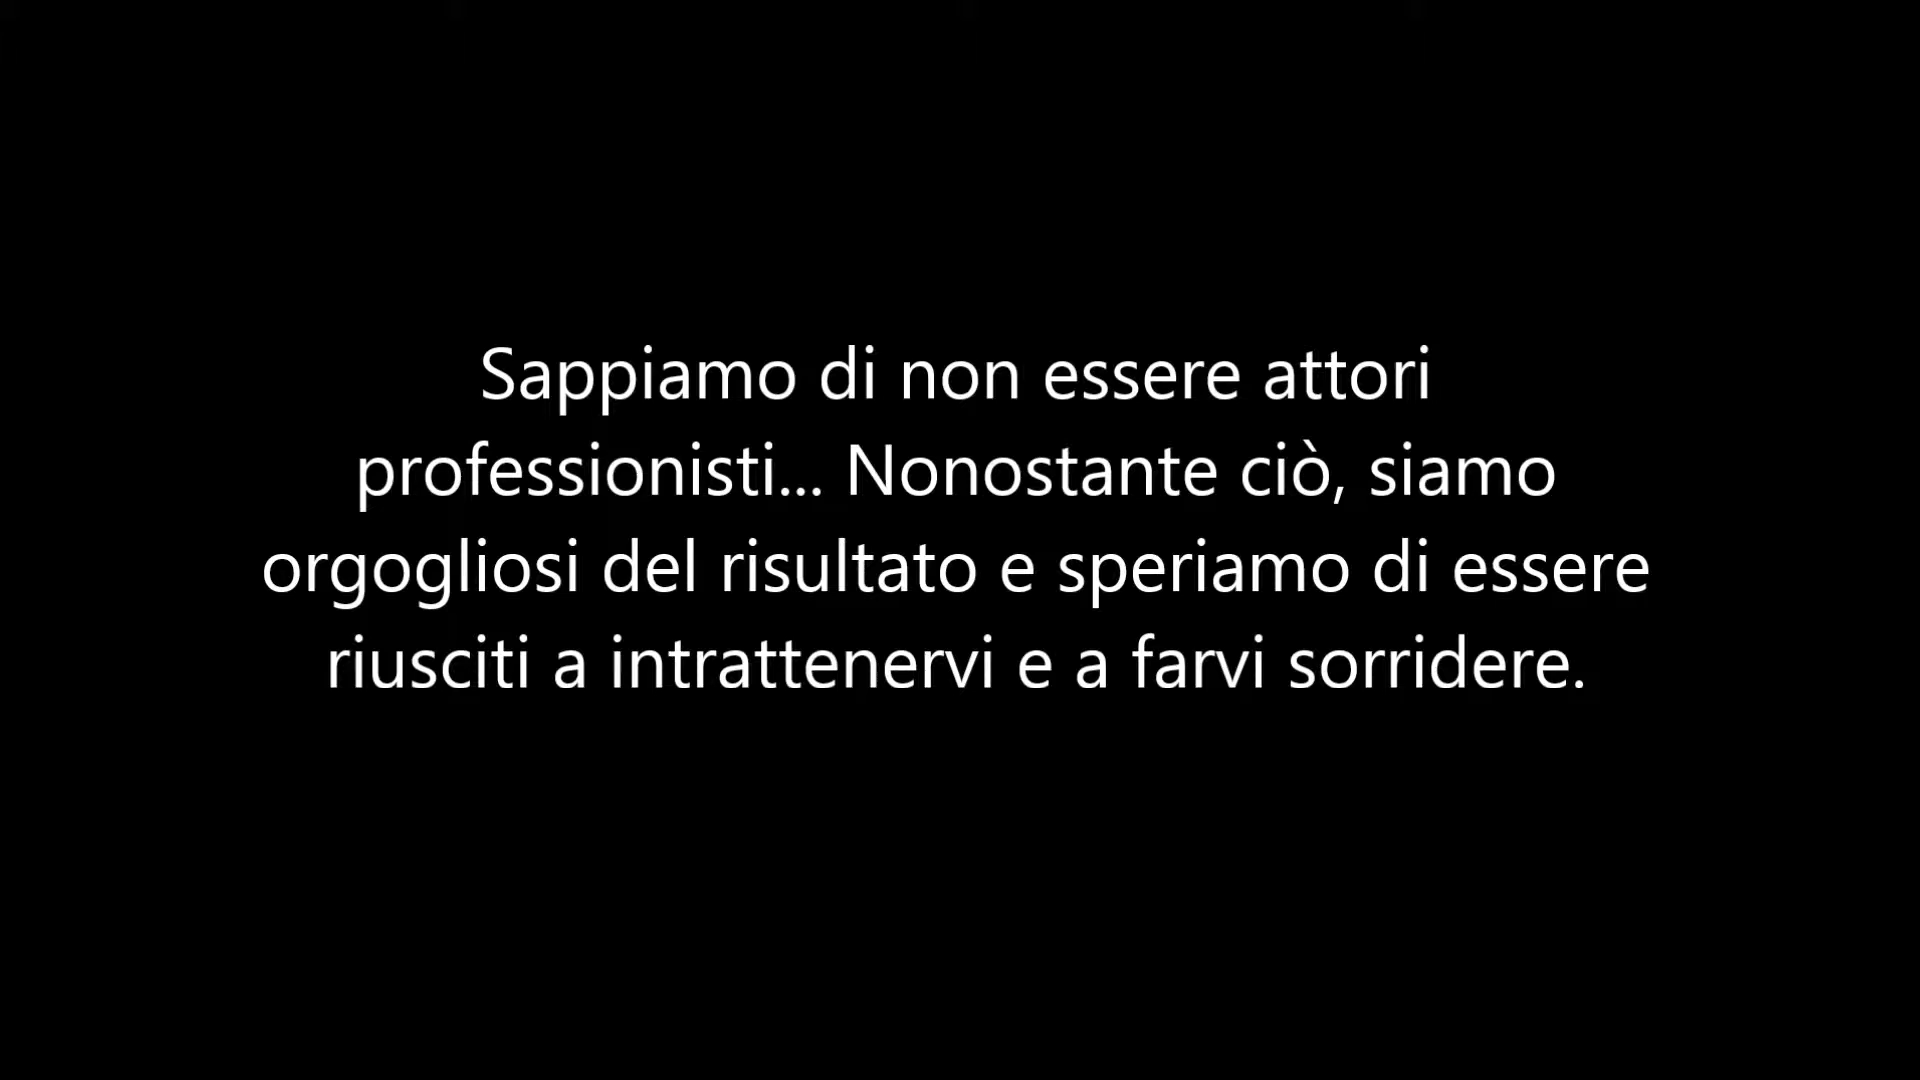 Sappiamo di non essere attori
professionisti... Nonostante ciò, siamo
orgogliosi del risultato e speriamo di essere
riusciti a intrattenervi e a farvi sorridere.